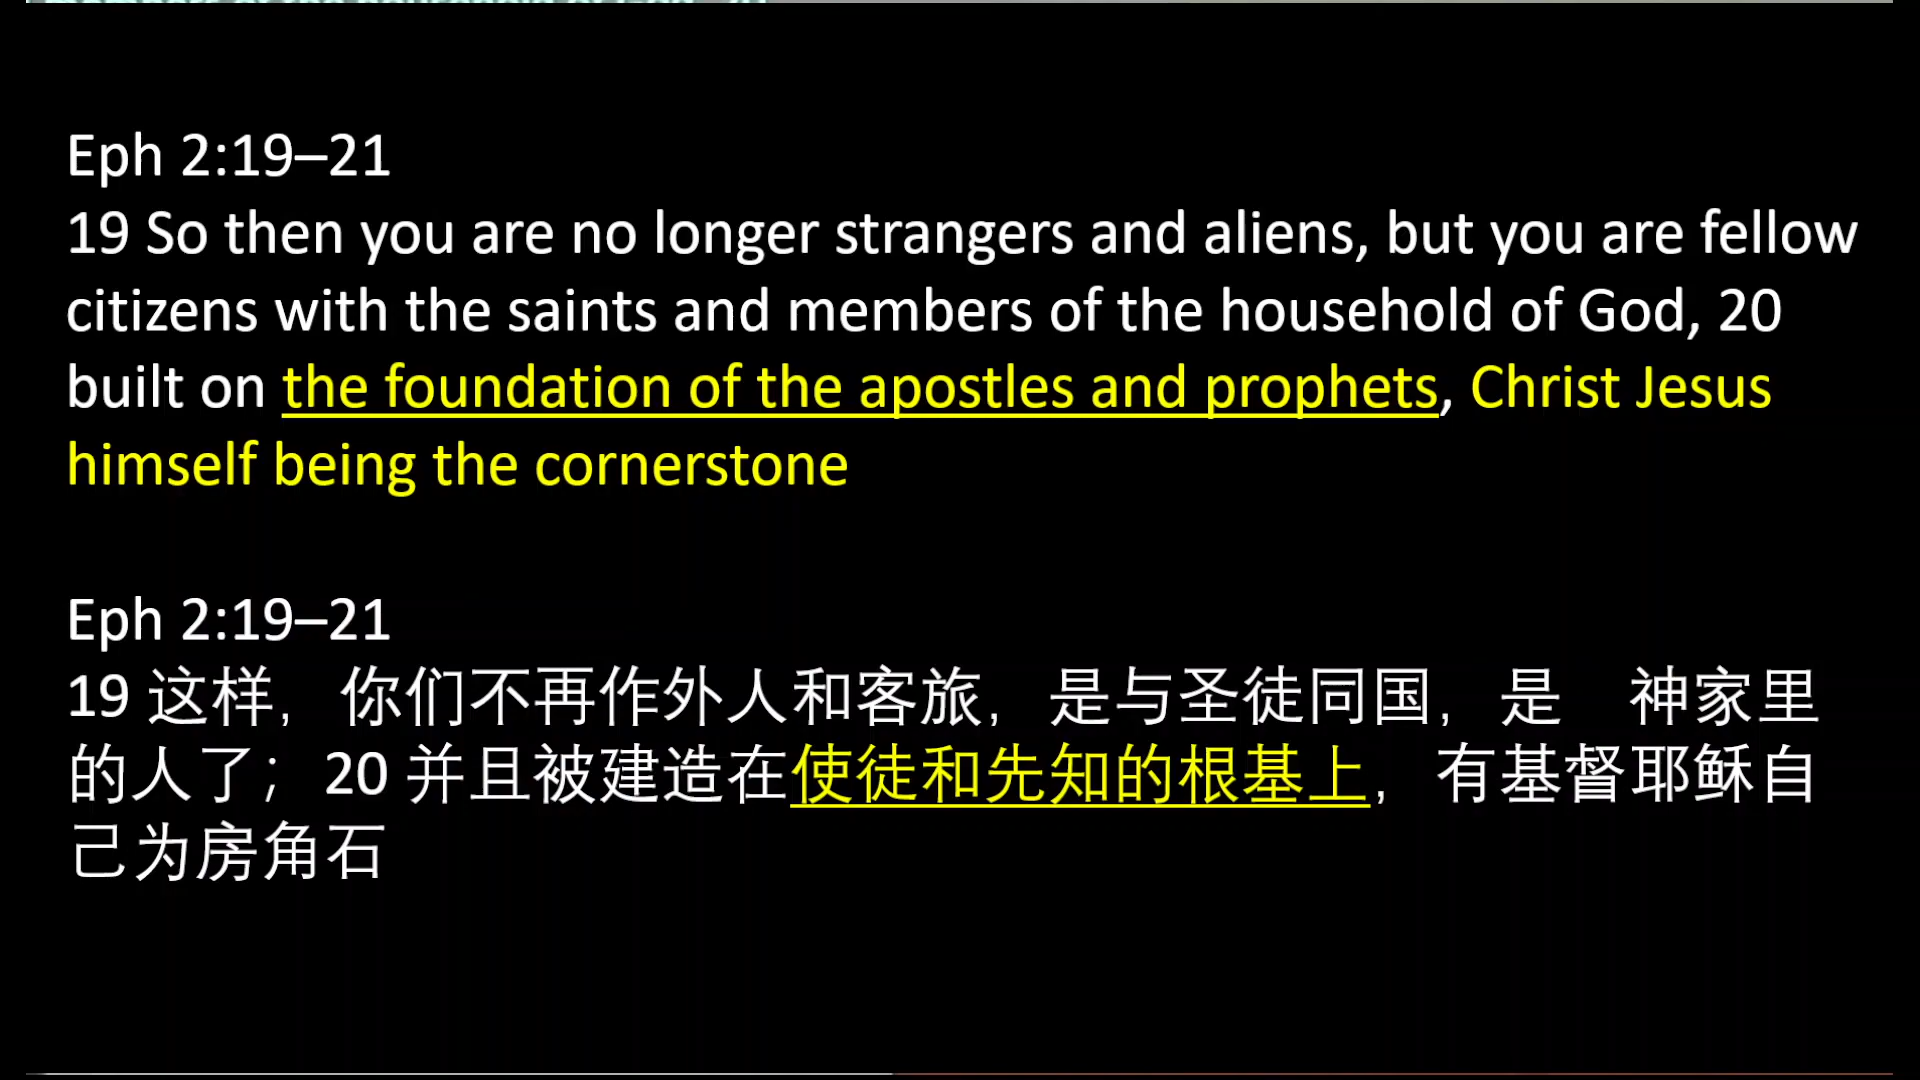 Eph 2:19–21
19 So then you are no longer strangers and aliens, but you are fellow
citizens with the saints and members of the household of God, 20
built on the foundation of the apostles and prophets, Christ Jesus
himself being the cornerstone
Eph 2:19–21
19 这样，你们不再作外人和客旅，是与圣徒同国，是　神家里
的人了；20 并且被建造在使徒和先知的根基上，有基督耶稣自
己为房角石